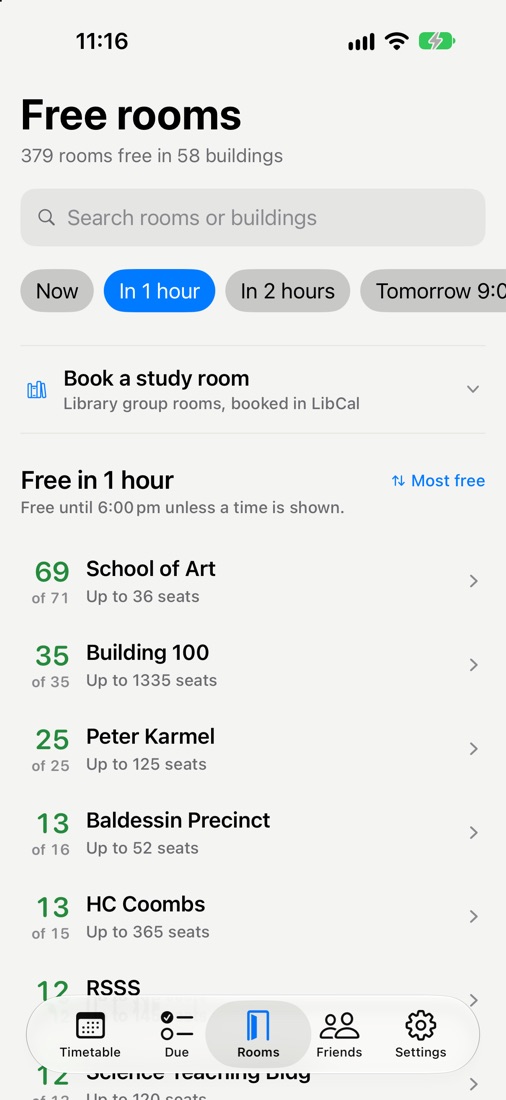 11:16
Free rooms
379 rooms free in 58 buildings
Search rooms or buildings
Now
In 1 hour
In 2 hours
Tomorrow 9:0
Book a study room
Library group rooms, booked in LibCal
Free in 1 hour
Most free
Free until 6:00 pm unless a time is shown.
69 School of Art
of 71 Up to 36 seats
35 Building 100
of 35 Up to 1335 seats
25 Peter Karmel
of 25 Up to 125 seats
13 Baldessin Precinct
of 16 Up to 52 seats
13 HC Coombs
of 15 Up to 365 seats
12 RSSS
Timetable
Due
Rooms
Friends
Settings
12 Science Teaching Bldg
Up to 120 seats